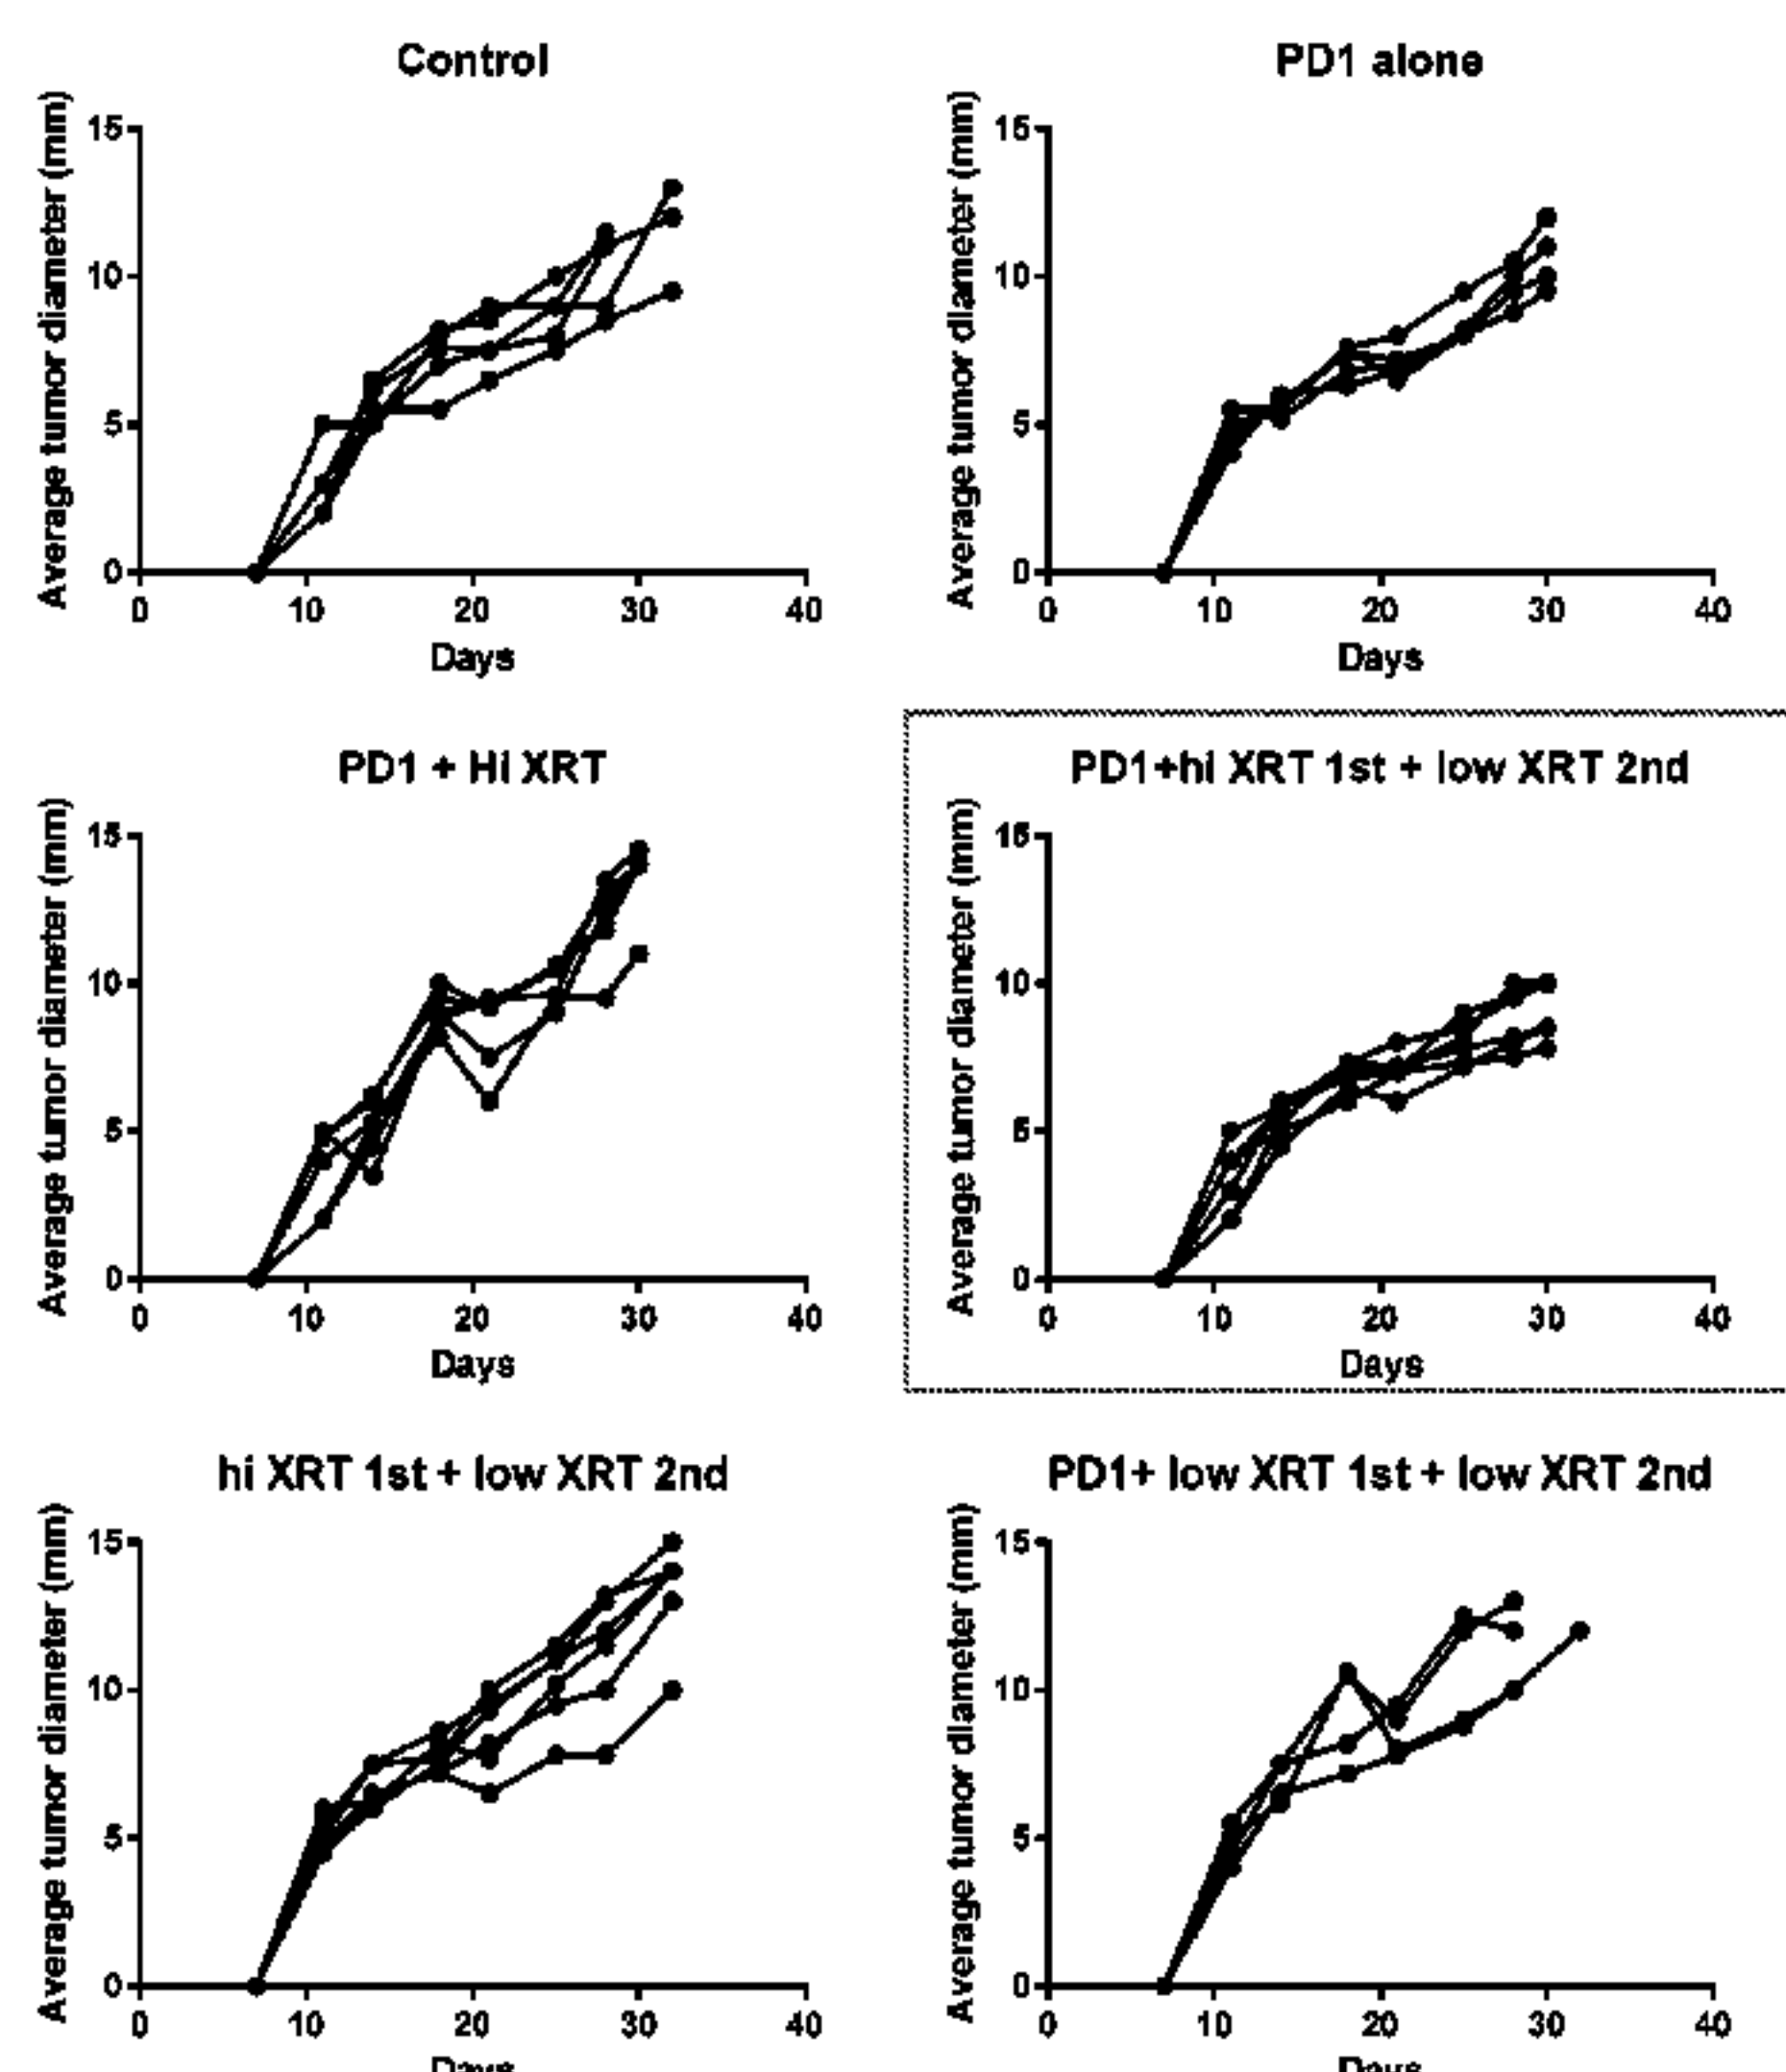 Control
Average tumor diameter (mm)
15
10
5
0
0 10 20 30 40
Days
PD1 alone
Average tumor diameter (mm)
15
10
5
0
0 10 20 30 40
Days
PD1 + Hi XRT
Average tumor diameter (mm)
15
10
5
0
0 10 20 30 40
Days
PD1+hi XRT 1st + low XRT 2nd
Average tumor diameter (mm)
15
10
5
0
0 10 20 30 40
Days
hi XRT 1st + low XRT 2nd
Average tumor diameter (mm)
15
10
5
0
0 10 20 30 40
Days
PD1+ low XRT 1st + low XRT 2nd
Average tumor diameter (mm)
15
10
5
0
0 10 20 30 40
Days